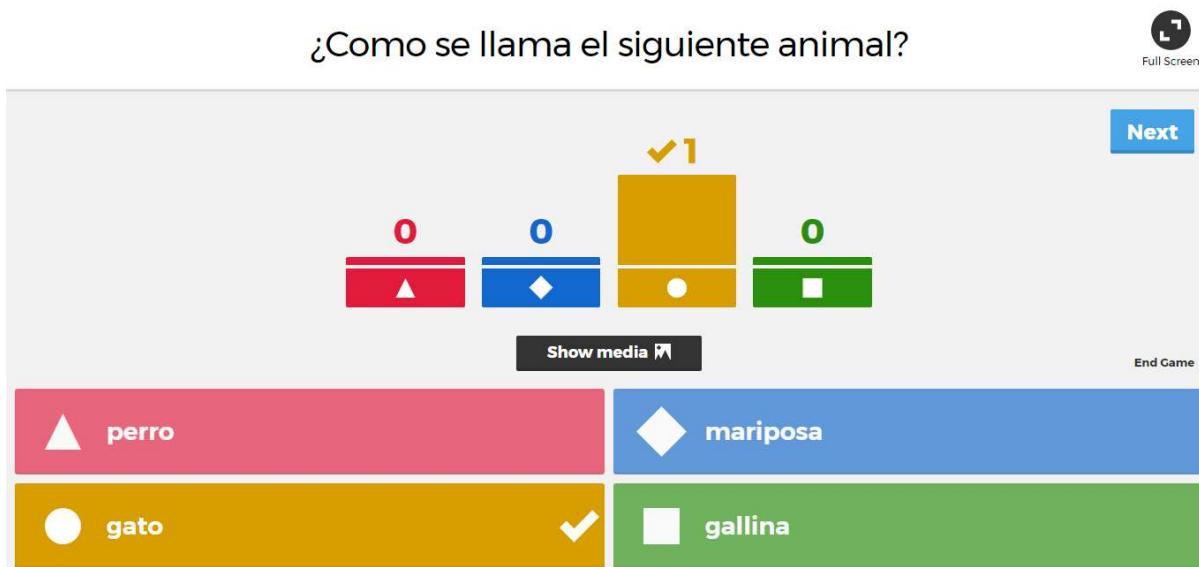 ¿Como se llama el siguiente animal?
Full Screen
Next
1
0
0
0
Show media
End Game
perro
mariposa
gato
gallina